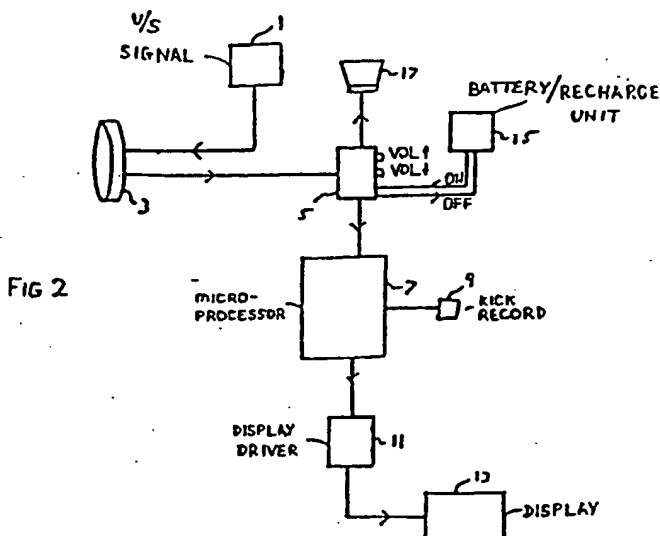 U/S
SIGNAL
1
17
BATTERY/RECHARGE
UNIT
15
3
5
VOL↑
VOL↓
ON
OFF
FIG 2
MICRO-
PROCESSOR
7
9
KICK
RECORD
DISPLAY
DRIVER
11
13
DISPLAY